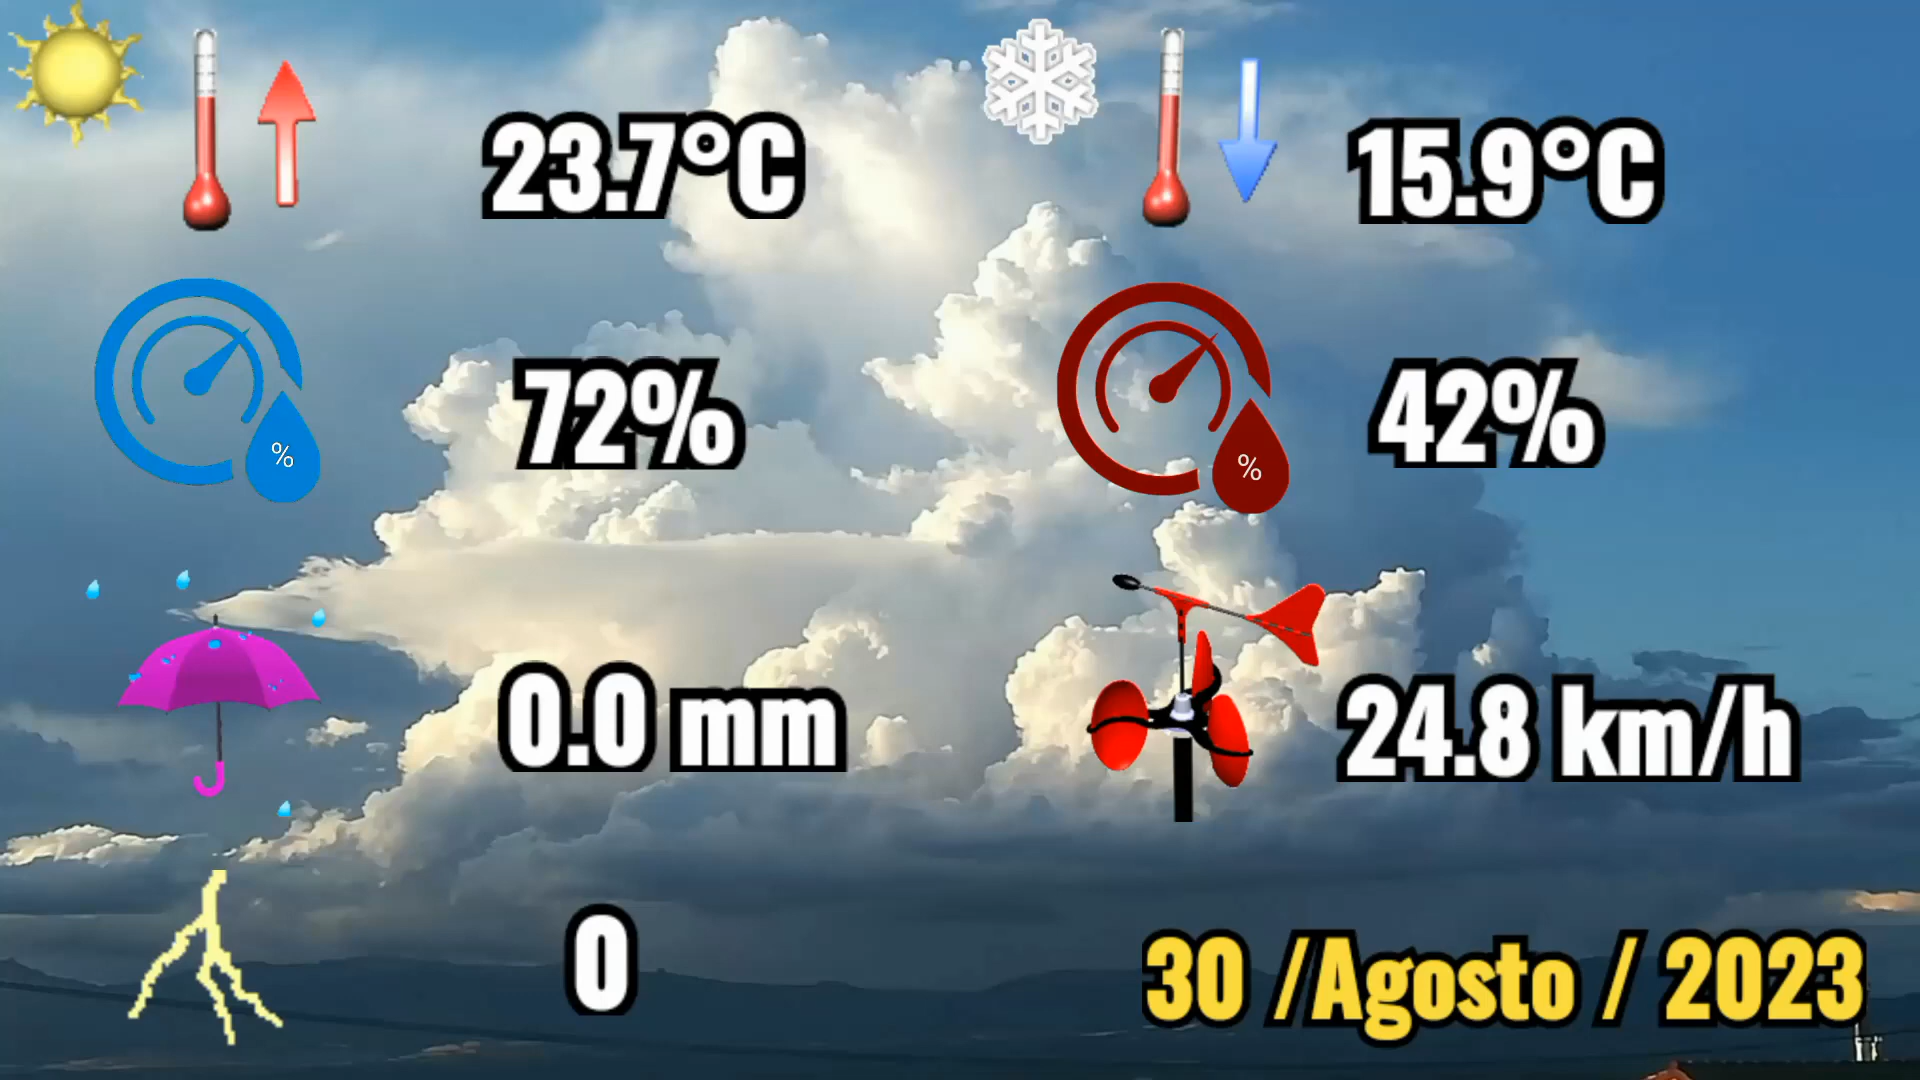 23.7°C 15.9°C
72% 42%
% %
0.0 mm 24.8 km/h
0 30 /Agosto / 2023